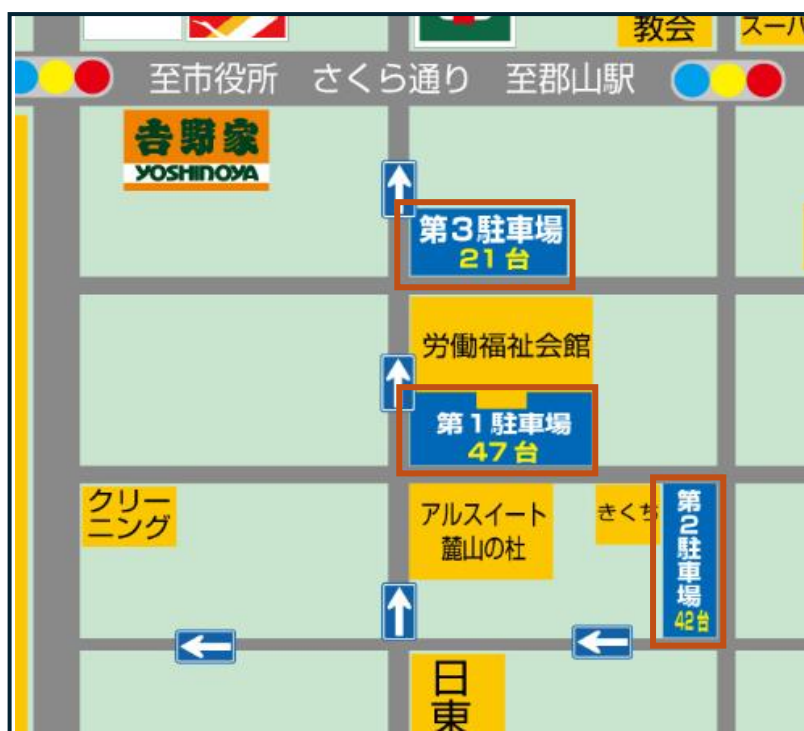 教会
スーパ
至市役所 さくら通り 至郡山駅
吉野家
YOSHINOYA
第3駐車場
21台
労働福祉会館
第1駐車場
47台
クリー
ニング
アルスイート
麓山の杜
きくち
第2駐車場
42台
日
東